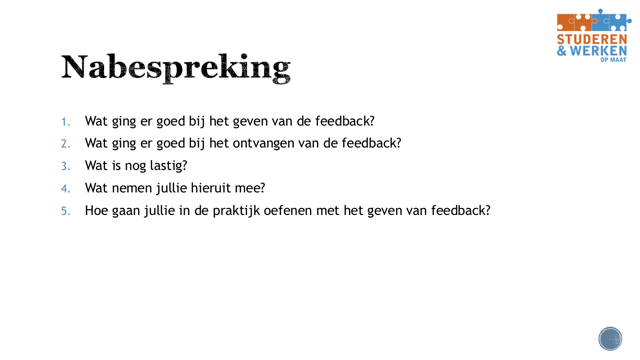 STUDEREN
& WERKEN
OP MAAT
Nabespreking
1. Wat ging er goed bij het geven van de feedback?
2. Wat ging er goed bij het ontvangen van de feedback?
3. Wat is nog lastig?
4. Wat nemen jullie hieruit mee?
5. Hoe gaan jullie in de praktijk oefenen met het geven van feedback?